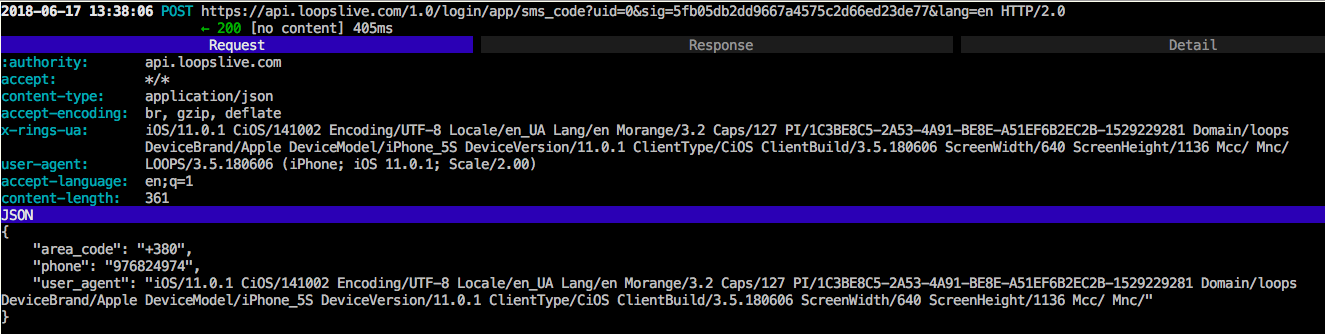 2018-06-17 13:38:06 POST https://api.loopslive.com/1.0/login/app/sms_code?uid=0&sig=5fb05db2dd9667a4575c2d66ed23de77&lang=en HTTP/2.0
← 200 [no content] 405ms
Request Response Detail
:authority: api.loopslive.com
accept: */*
content-type: application/json
accept-encoding: br, gzip, deflate
x-rings-ua: iOS/11.0.1 CiOS/141002 Encoding/UTF-8 Locale/en_UA Lang/en Morange/3.2 Caps/127 PI/1C3BE8C5-2A53-4A91-BE8E-A51EF6B2EC2B-1529229281 Domain/loops
DeviceBrand/Apple DeviceModel/iPhone_5S DeviceVersion/11.0.1 ClientType/CiOS ClientBuild/3.5.180606 ScreenWidth/640 ScreenHeight/1136 Mcc/ Mnc/
user-agent: LOOPS/3.5.180606 (iPhone; iOS 11.0.1; Scale/2.00)
accept-language: en;q=1
content-length: 361
JSON
{
"area_code": "+380",
"phone": "976824974",
"user_agent": "iOS/11.0.1 CiOS/141002 Encoding/UTF-8 Locale/en_UA Lang/en Morange/3.2 Caps/127 PI/1C3BE8C5-2A53-4A91-BE8E-A51EF6B2EC2B-1529229281 Domain/loops
DeviceBrand/Apple DeviceModel/iPhone_5S DeviceVersion/11.0.1 ClientType/CiOS ClientBuild/3.5.180606 ScreenWidth/640 ScreenHeight/1136 Mcc/ Mnc/"
}